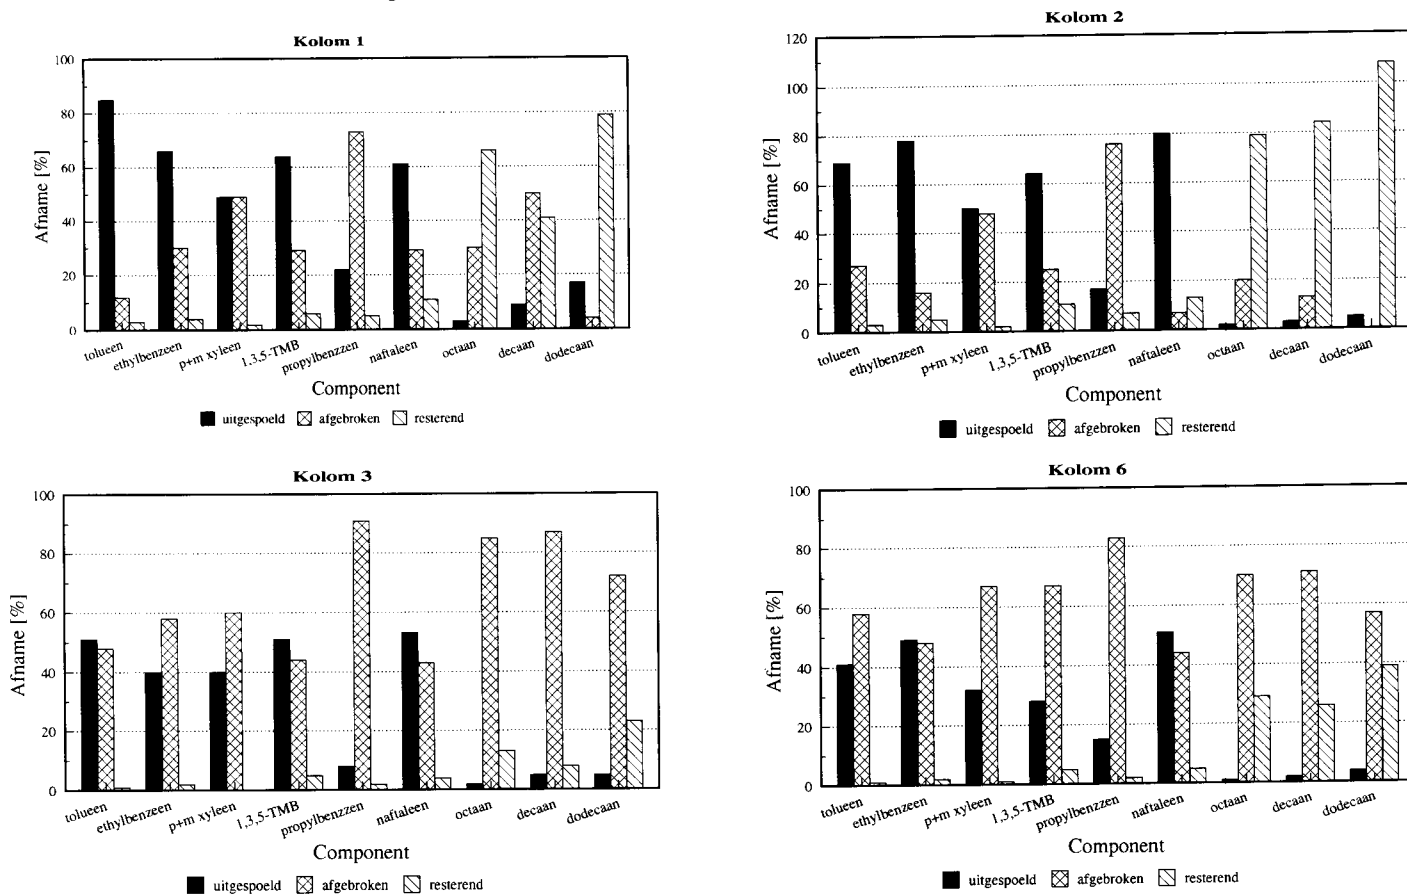 Kolom 1
100
80
60
40
20
0
Afname [%]
tolueen
ethylbenzeen
p+m xyleen
1,3,5-TMB
propylbenzzen
naftaleen
octaan
decaan
dodecaan
Component
uitgespoeld afgebroken resterend
Kolom 2
120
100
80
60
40
20
0
Afname [%]
tolueen
ethylbenzeen
p+m xyleen
1,3,5-TMB
propylbenzzen
naftaleen
octaan
decaan
dodecaan
Component
uitgespoeld afgebroken resterend
Kolom 3
100
80
60
40
20
0
Afname [%]
tolueen
ethylbenzeen
p+m xyleen
1,3,5-TMB
propylbenzzen
naftaleen
octaan
decaan
dodecaan
Component
uitgespoeld afgebroken resterend
Kolom 6
100
80
60
40
20
0
Afname [%]
tolueen
ethylbenzeen
p+m xyleen
1,3,5-TMB
propylbenzzen
naftaleen
octaan
decaan
dodecaan
Component
uitgespoeld afgebroken resterend